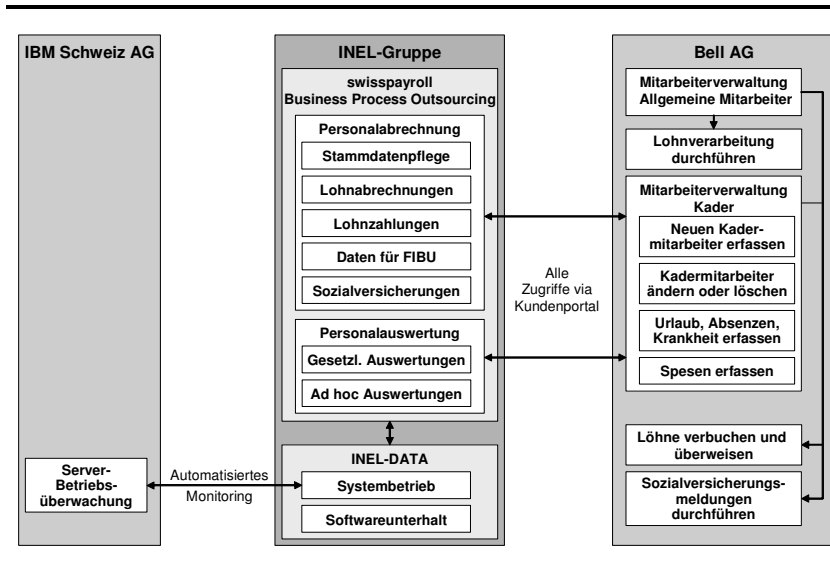 IBM Schweiz AG
Server-
Betriebs-
überwachung
Automatisiertes
Monitoring
INEL-Gruppe
swisspayroll
Business Process Outsourcing
Personalabrechnung
Stammdatenpflege
Lohnabrechnungen
Lohnzahlungen
Daten für FIBU
Sozialversicherungen
Personalauswertung
Gesetzl. Auswertungen
Ad hoc Auswertungen
INEL-DATA
Systembetrieb
Softwareunterhalt
Alle
Zugriffe via
Kundenportal
Bell AG
Mitarbeiterverwaltung
Allgemeine Mitarbeiter
Lohnverarbeitung
durchführen
Mitarbeiterverwaltung
Kader
Neuen Kader-
mitarbeiter erfassen
Kadermitarbeiter
ändern oder löschen
Urlaub, Absenzen,
Krankheit erfassen
Spesen erfassen
Löhne verbuchen und
überweisen
Sozialversicherungs-
meldungen
durchführen